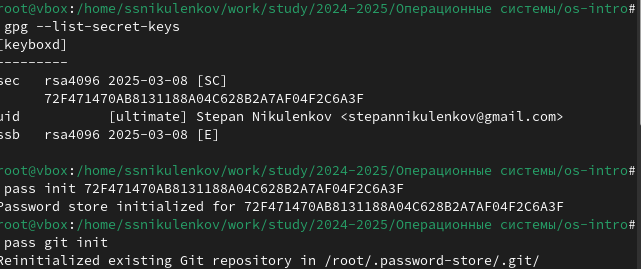 root@vbox:/home/ssnikulenkov/work/study/2024-2025/Операционные системы/os-intro#
gpg --list-secret-keys
[keyboxd]
---------
sec   rsa4096 2025-03-08 [SC]
      72F471470AB8131188A04C628B2A7AF04F2C6A3F
uid           [ultimate] Stepan Nikulenkov <stepannikulenkov@gmail.com>
ssb   rsa4096 2025-03-08 [E]
root@vbox:/home/ssnikulenkov/work/study/2024-2025/Операционные системы/os-intro#
pass init 72F471470AB8131188A04C628B2A7AF04F2C6A3F
Password store initialized for 72F471470AB8131188A04C628B2A7AF04F2C6A3F
root@vbox:/home/ssnikulenkov/work/study/2024-2025/Операционные системы/os-intro#
pass git init
Reinitialized existing Git repository in /root/.password-store/.git/